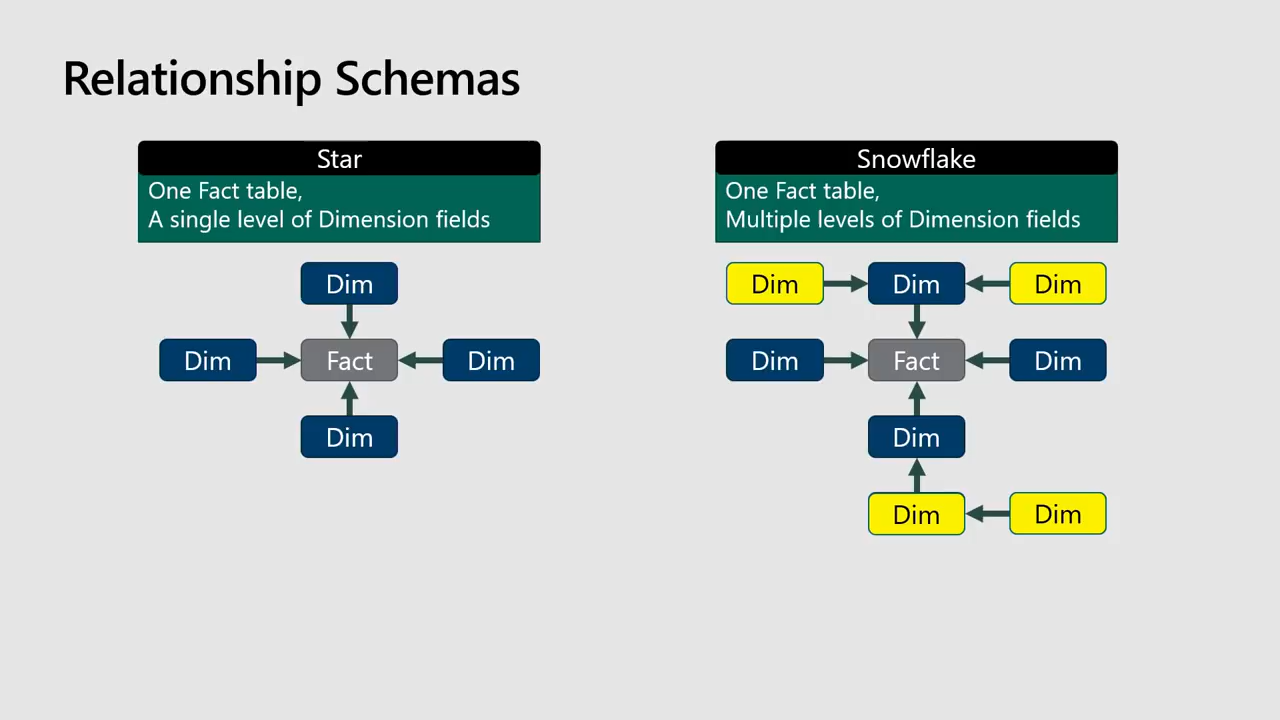 Relationship Schemas
Star
One Fact table,
A single level of Dimension fields
Dim
Dim Fact Dim
Dim
Snowflake
One Fact table,
Multiple levels of Dimension fields
Dim Dim Dim
Dim Fact Dim
Dim
Dim Dim